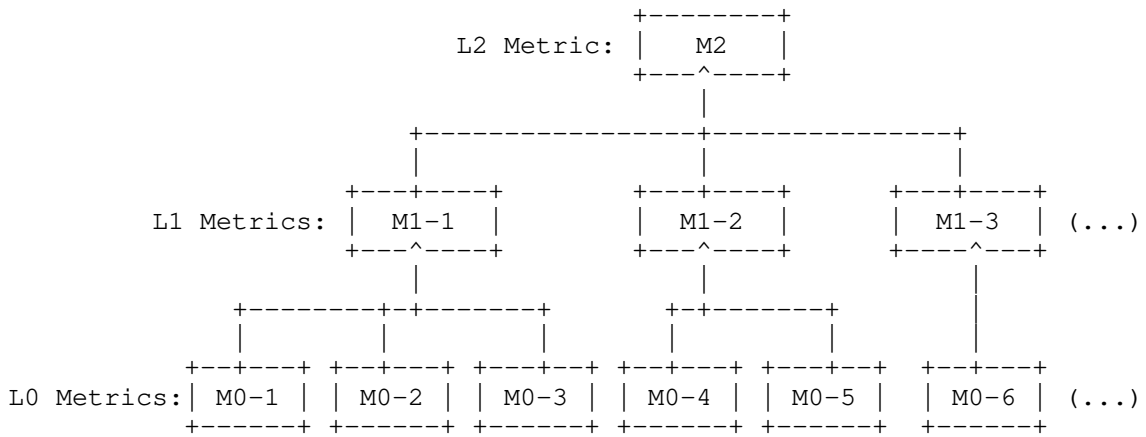 L2 Metric: M2
L1 Metrics: M1-1 M1-2 M1-3 (...)
L0 Metrics: M0-1 M0-2 M0-3 M0-4 M0-5 M0-6 (...)